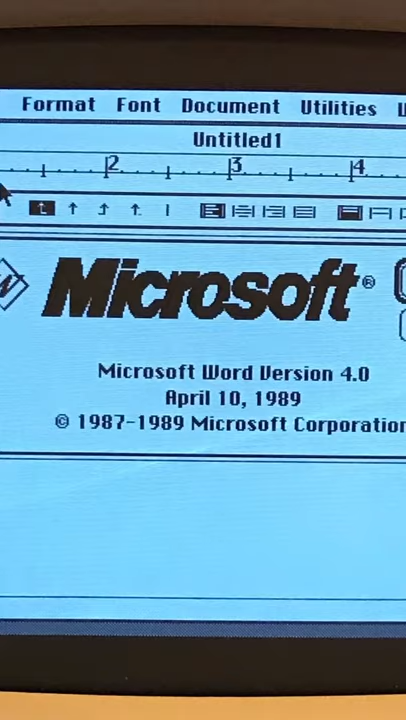 Format Font Document Utilities
Untitled1
2 3 4
Microsoft®
Microsoft Word Version 4.0
April 10, 1989
© 1987-1989 Microsoft Corporation